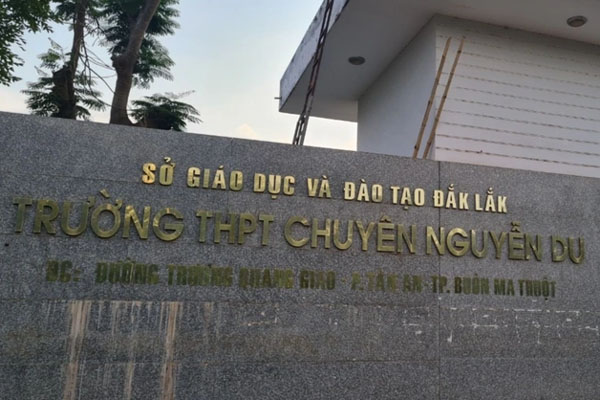 SỞ GIÁO DỤC VÀ ĐÀO TẠO ĐẮK LẮK
TRƯỜNG THPT CHUYÊN NGUYỄN DU
ĐC: ĐƯỜNG TRƯƠNG QUANG GIAO P. TÂN AN - TP. BUÔN MA THUỘT